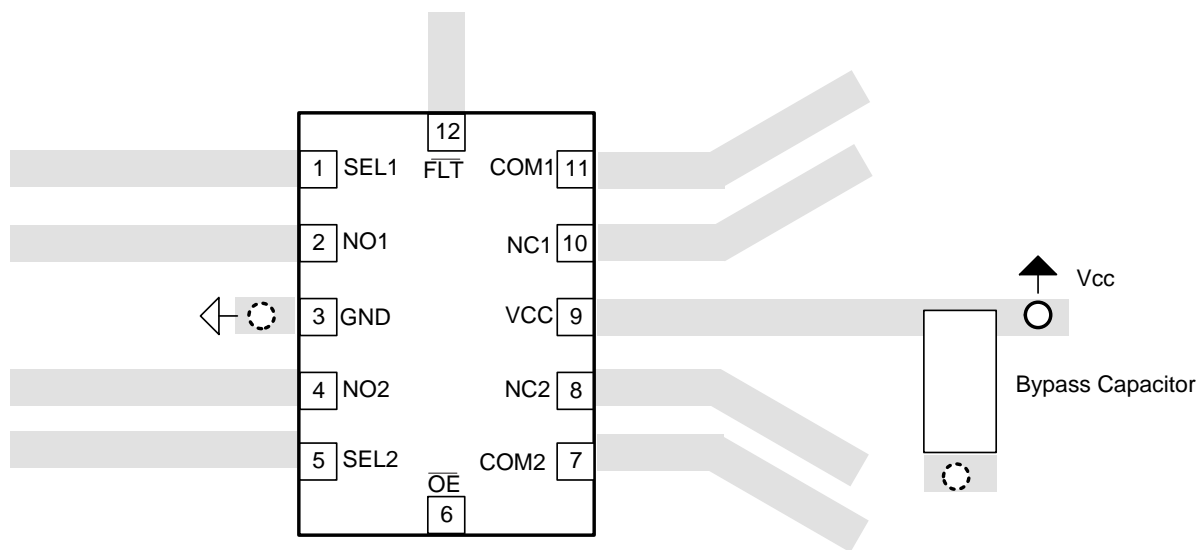 12
FLT
1 SEL1
COM1 11
2 NO1
NC1 10
3 GND
VCC 9
Vcc
4 NO2
NC2 8
Bypass Capacitor
5 SEL2
COM2 7
OE
6